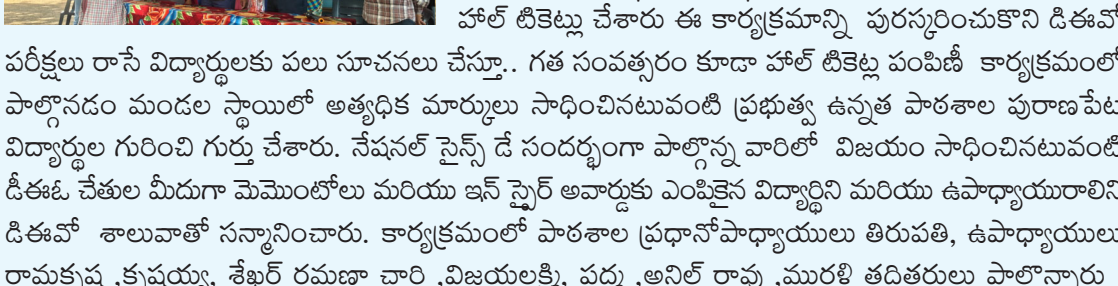 హాల్ టికెట్లు చేశారు ఈ కార్యక్రమాన్ని పురస్కరించుకొని డిఈవో
పరీక్షలు రాసే విద్యార్థులకు పలు సూచనలు చేస్తూ.. గత సంవత్సరం కూడా హాల్ టికెట్ల పంపిణీ కార్యక్రమంలో
పాల్గొనడం మండల స్థాయిలో అత్యధిక మార్కులు సాధించినటువంటి ప్రభుత్వ ఉన్నత పాఠశాల పురాణపేట
విద్యార్థుల గురించి గుర్తు చేశారు. నేషనల్ సైన్స్ డే సందర్భంగా పాల్గొన్న వారిలో విజయం సాధించినటువంటి
డీఈఓ చేతుల మీదుగా మెమొంటోలు మరియు ఇన్ స్పైర్ అవార్డుకు ఎంపికైన విద్యార్థిని మరియు ఉపాధ్యాయురాలిని
డిఈవో శాలువాతో సన్మానించారు. కార్యక్రమంలో పాఠశాల ప్రధానోపాధ్యాయులు తిరుపతి, ఉపాధ్యాయులు
రామకృష్ణ ,కృష్ణయ్య, శేఖర్ రమణా చారి ,విజయలక్ష్మి, పద్మ ,అనిల్ రావు ,మురళి తదితరులు పాల్గొన్నారు